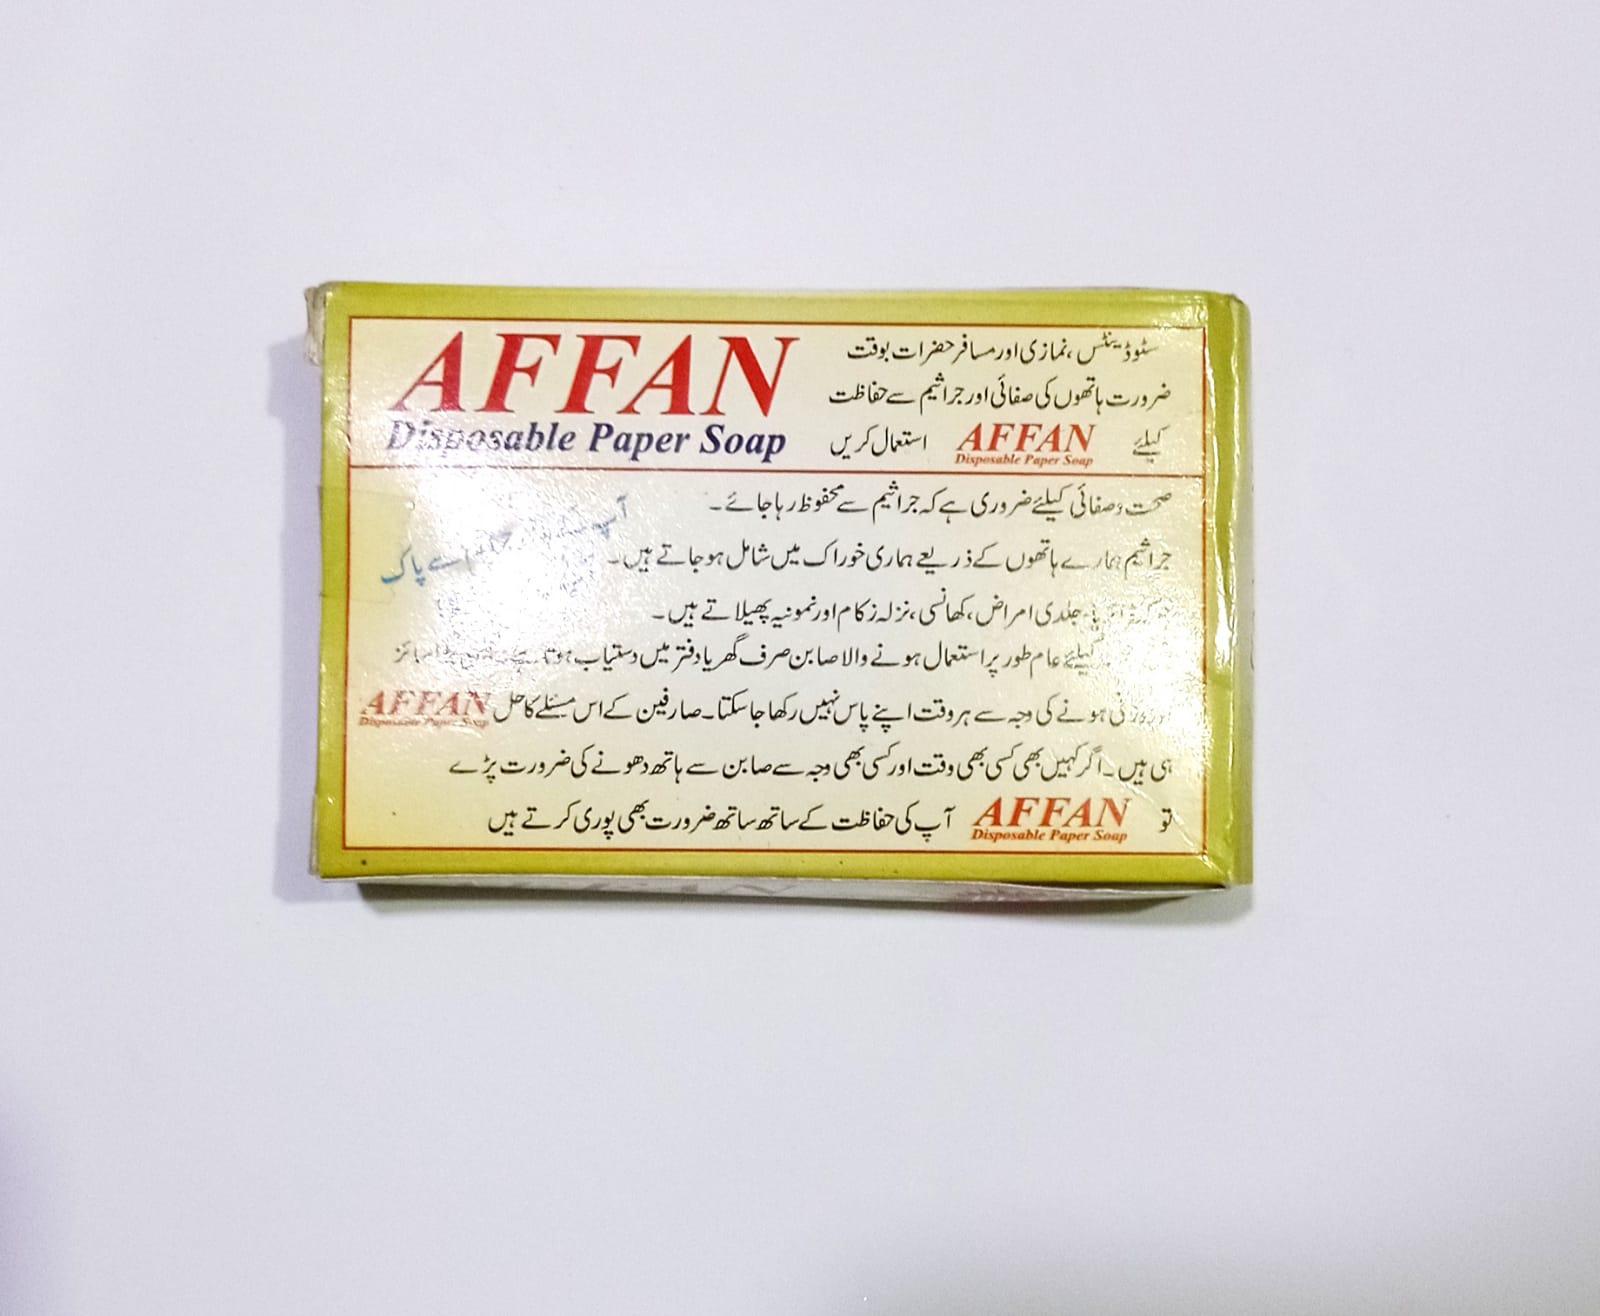 AFFAN
Disposable Paper Soap
سٹوڈینٹس ،نمازی اور مسافر حضرات بوقت
ضرورت ہاتھوں کی صفائی اور جراثیم سے حفاظت
کیلئے AFFAN Disposable Paper Soap استعمال کریں
صحت وصفائی کیلئے ضروری ہے کہ جراثیم سے محفوظ رہا جائے۔
آپ سے پاک
جراثیم ہمارے ہاتھوں کے ذریعے ہماری خوراک میں شامل ہو جاتے ہیں۔
جلدی امراض، کھانسی، نزلہ زکام اور نمونیہ پھیلاتے ہیں۔
کیلئے عام طور پر استعمال ہونے والا صابن صرف گھر یا دفتر میں دستیاب ہوتا سائز
ہونے کی وجہ سے ہر وقت اپنے پاس نہیں رکھا جا سکتا۔ صارفین کے اس مسئلے کا حل AFFAN Disposable Paper Soap
ہی ہیں۔ اگر کہیں بھی کسی بھی وقت اور کسی بھی وجہ سے صابن سے ہاتھ دھونے کی ضرورت پڑے
تو AFFAN Disposable Paper Soap آپ کی حفاظت کے ساتھ ساتھ ضرورت بھی پوری کرتے ہیں